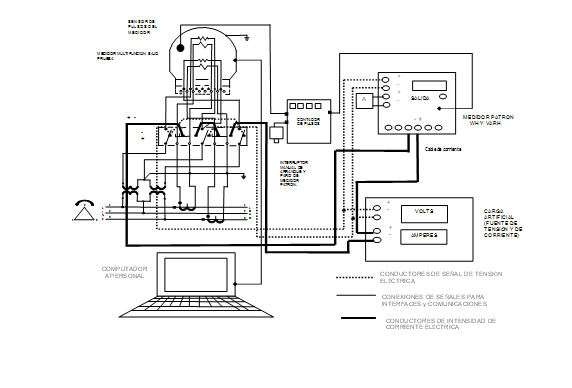 SENSOR DE
PULSOS DEL
MEDIDOR
MEDIDOR MULTIFUNCION BAJO
PRUEBA
+ -
-
+
CONTADOR
DE PULSOS
INTERRUPTOR
MANUAL DE
ARRANQUE Y
PARO DE
MEDIDOR
PATRON.
A
+
-
+
-
SALIDA
- +
MEDIDOR PATRÓN
WH Y VARH
Cable de corriente
+
-
+
-
VOLTS
AMPERES
CARGA
ARTIFICIAL
(FUENTE DE
TENSION Y DE
CORRIENTE)
COMPUTADOR
A PERSONAL
CONDUCTORES DE SEÑAL DE TENSION
ELECTRICA
CONEXIONES DE SEÑALES PARA
INTERFACES y COMUNICACIONES
CONDUCTORES DE INTENSIDAD DE
CORRIENTE ELECTRICA